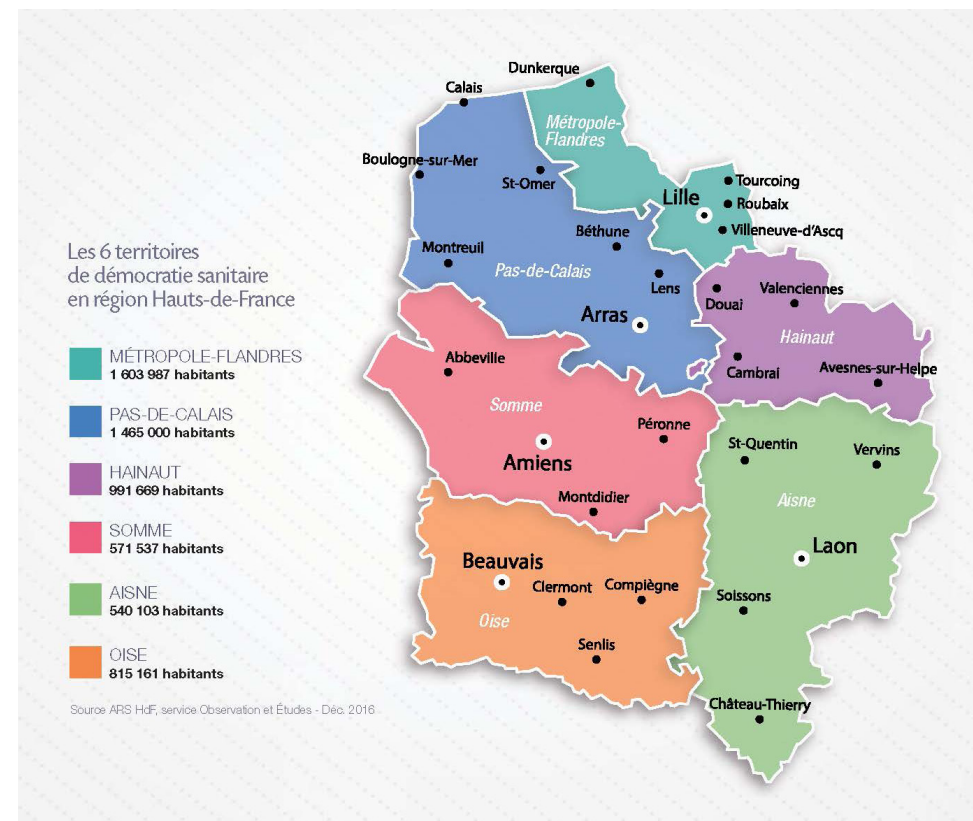 Les 6 territoires
de démocratie sanitaire
en région Hauts-de-France
MÉTROPOLE-FLANDRES
1 603 987 habitants
PAS-DE-CALAIS
1 465 000 habitants
HAINAUT
991 669 habitants
SOMME
571 537 habitants
AISNE
540 103 habitants
OISE
815 161 habitants
Source ARS HdF, service Observation et Études - Déc. 2016
Dunkerque
Calais
Métropole-
Flandres
Boulogne-sur-Mer
St-Omer
Tourcoing
Lille
Roubaix
Villeneuve-d'Ascq
Béthune
Montreuil
Pas-de-Calais
Lens
Arras
Douai
Valenciennes
Hainaut
Cambrai
Avesnes-sur-Helpe
Abbeville
Somme
Péronne
Amiens
Montdidier
St-Quentin
Vervins
Aisne
Laon
Soissons
Château-Thierry
Beauvais
Clermont
Compiègne
Oise
Senlis